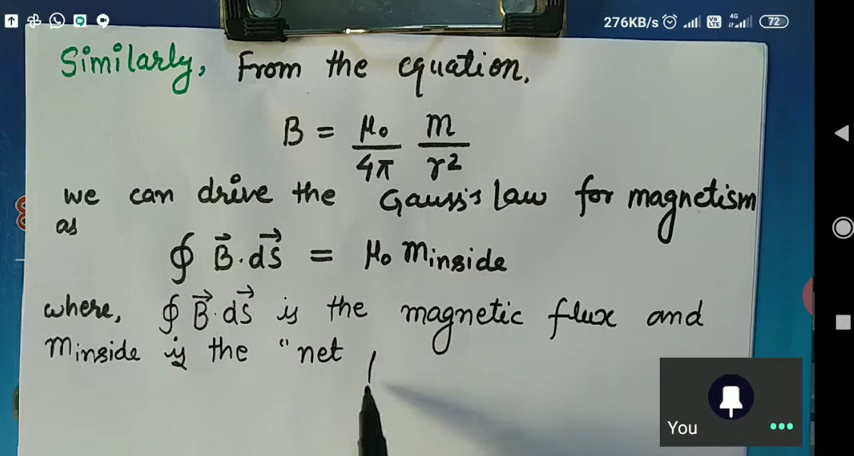 276KB/s 4G 72
Similarly, From the equation,
B = μ₀/4π m/r²
we can drive the Gauss's Law for magnetism
as
∮ B⃗.dS⃗ = μ₀ minside
where, ∮ B⃗.dS⃗ is the magnetic flux and
minside is the "net
You